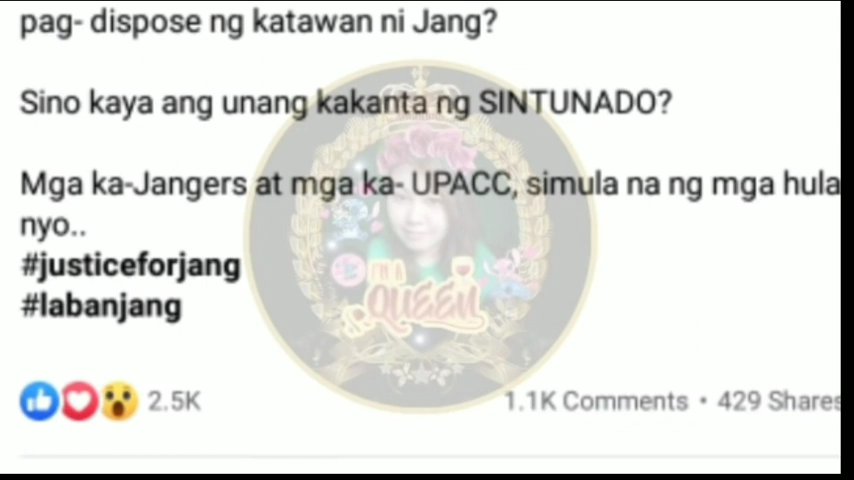 pag- dispose ng katawan ni Jang?
Sino kaya ang unang kakanta ng SINTUNADO?
Mga ka-Jangers at mga ka- UPACC, simula na ng mga hula
nyo..
#justiceforjang
#labanjang
I'M A
QUEEN
2.5K
1.1K Comments • 429 Shares